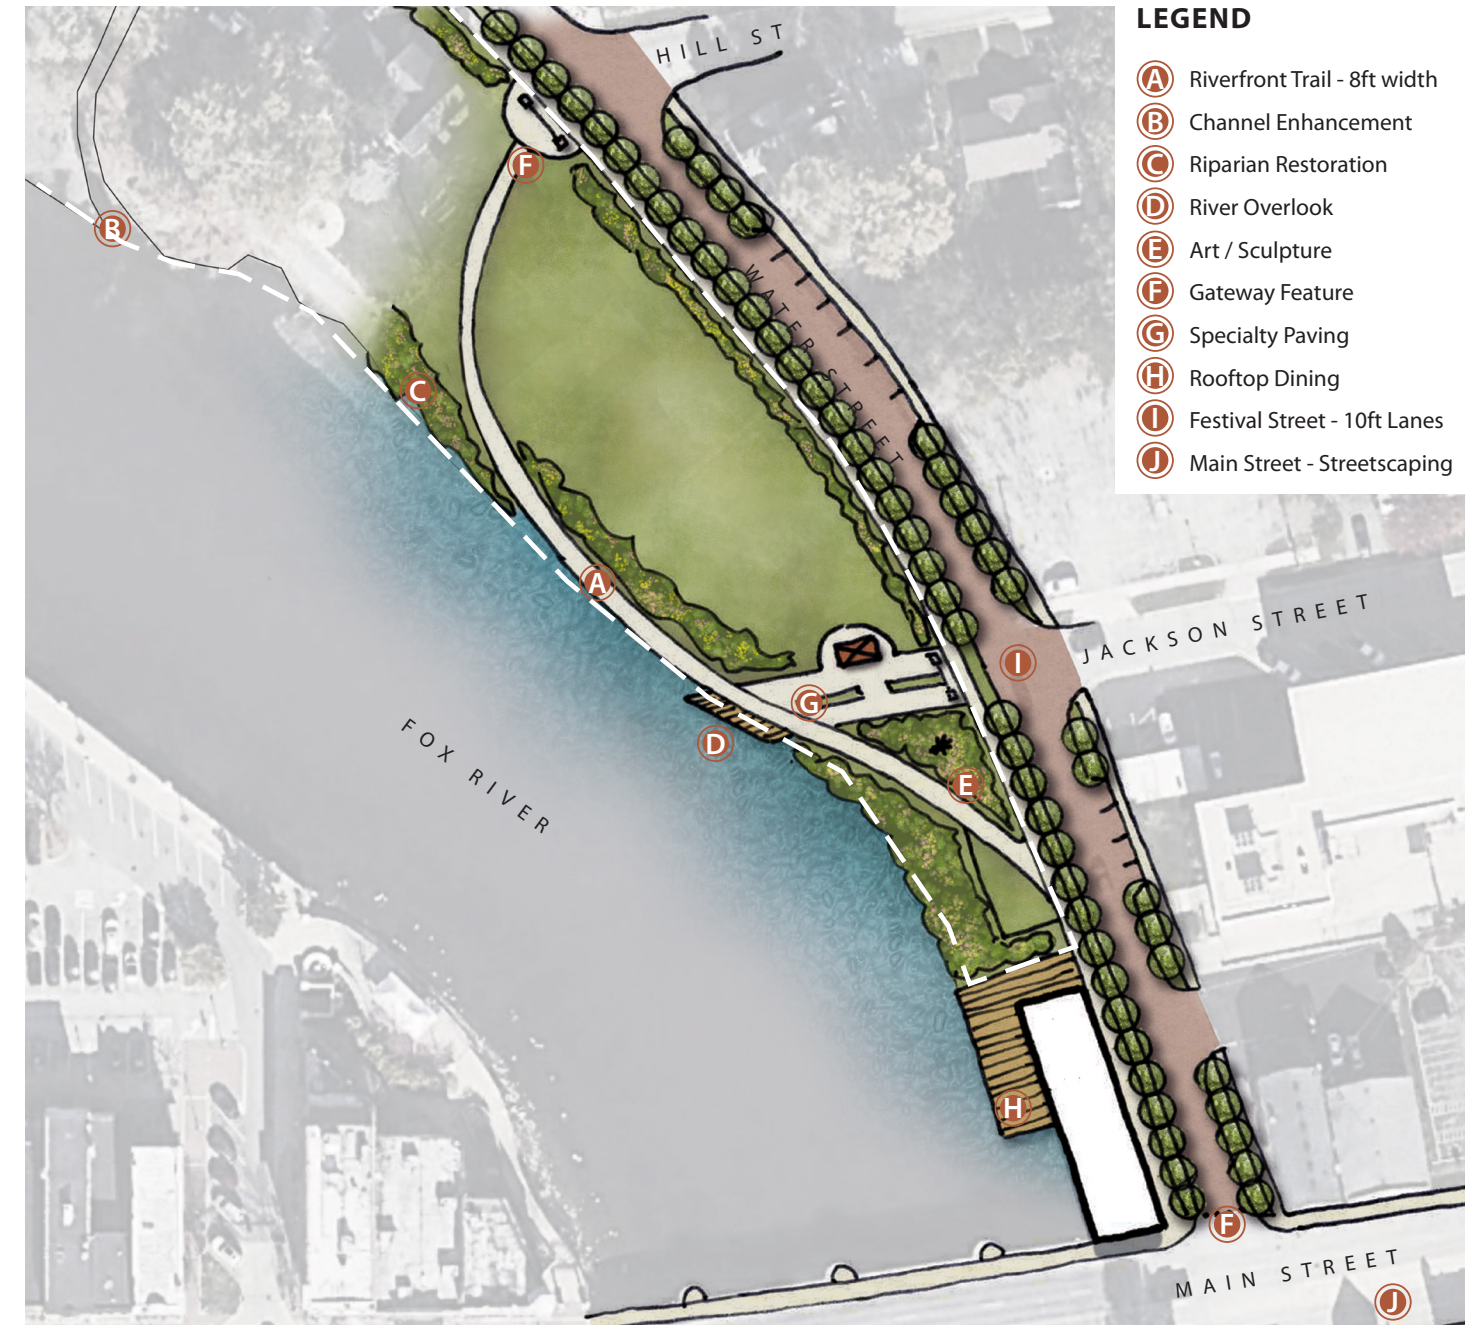 LEGEND
A Riverfront Trail - 8ft width
B Channel Enhancement
C Riparian Restoration
D River Overlook
E Art / Sculpture
F Gateway Feature
G Specialty Paving
H Rooftop Dining
I Festival Street - 10ft Lanes
J Main Street - Streetscaping
HILL ST
F
B
WATER STREET
C
A
JACKSON STREET
I
G
D
FOX RIVER
E
H
F
MAIN STREET
J